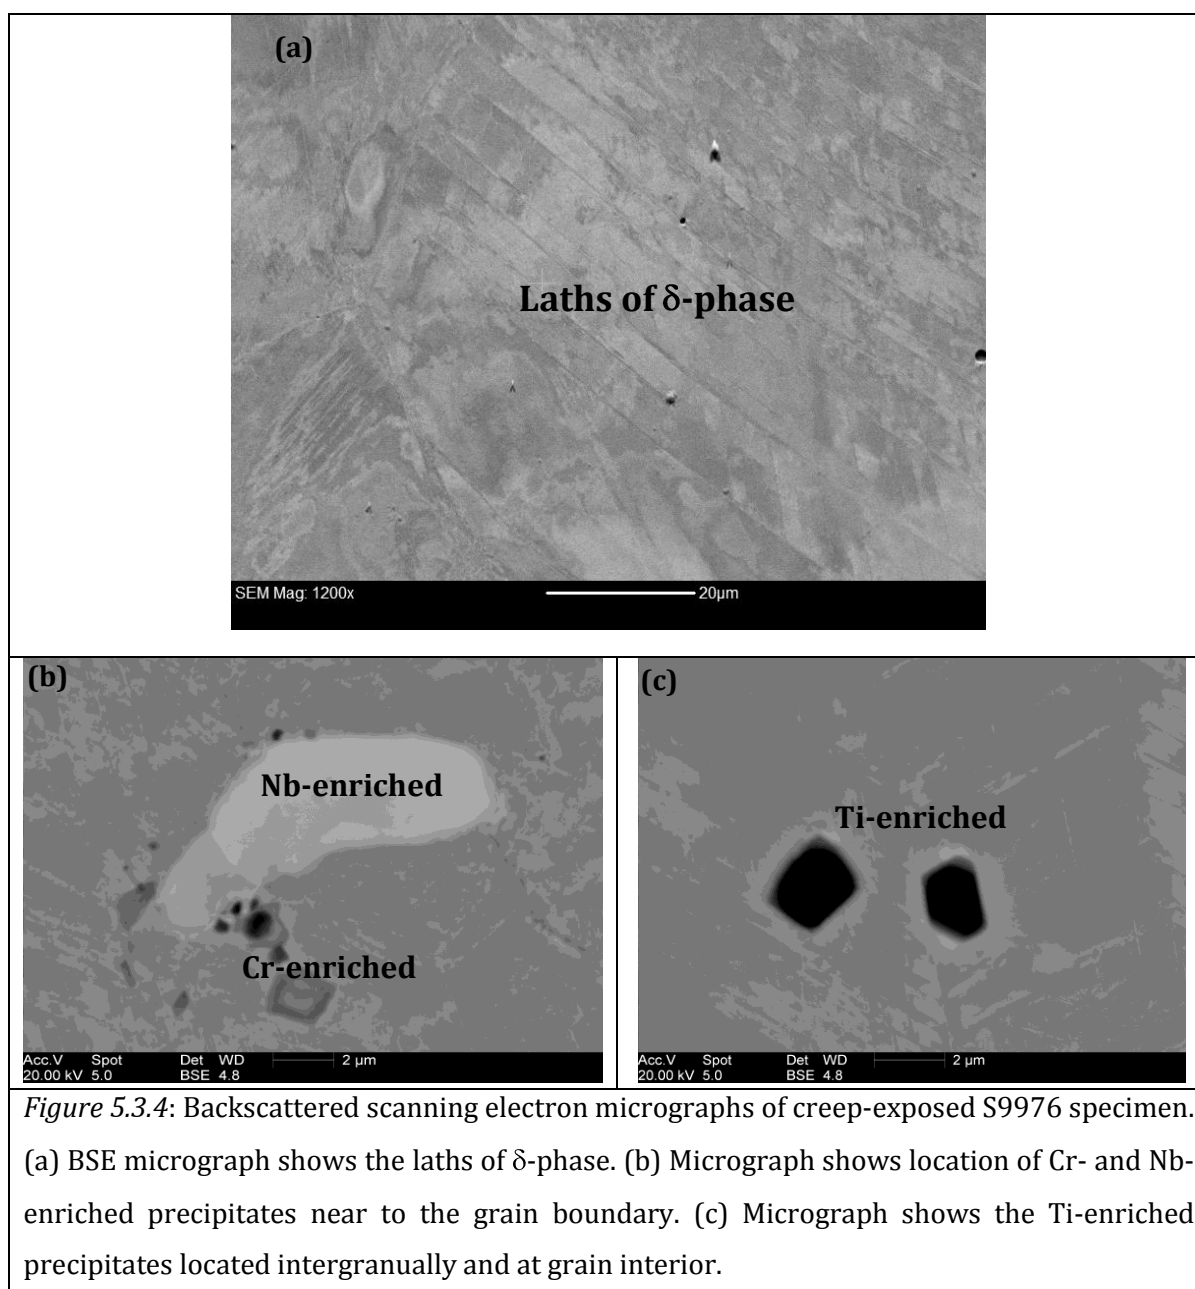 (a)
Laths of δ-phase
SEM Mag: 1200x 20μm
(b)
Nb-enriched
Cr-enriched
Acc.V Spot Det WD 2 μm
20.00 kV 5.0 BSE 4.8
(c)
Ti-enriched
Acc.V Spot Det WD 2 μm
20.00 kV 5.0 BSE 4.8
Figure 5.3.4: Backscattered scanning electron micrographs of creep-exposed S9976 specimen.
(a) BSE micrograph shows the laths of δ-phase. (b) Micrograph shows location of Cr- and Nb-
enriched precipitates near to the grain boundary. (c) Micrograph shows the Ti-enriched
precipitates located intergranually and at grain interior.